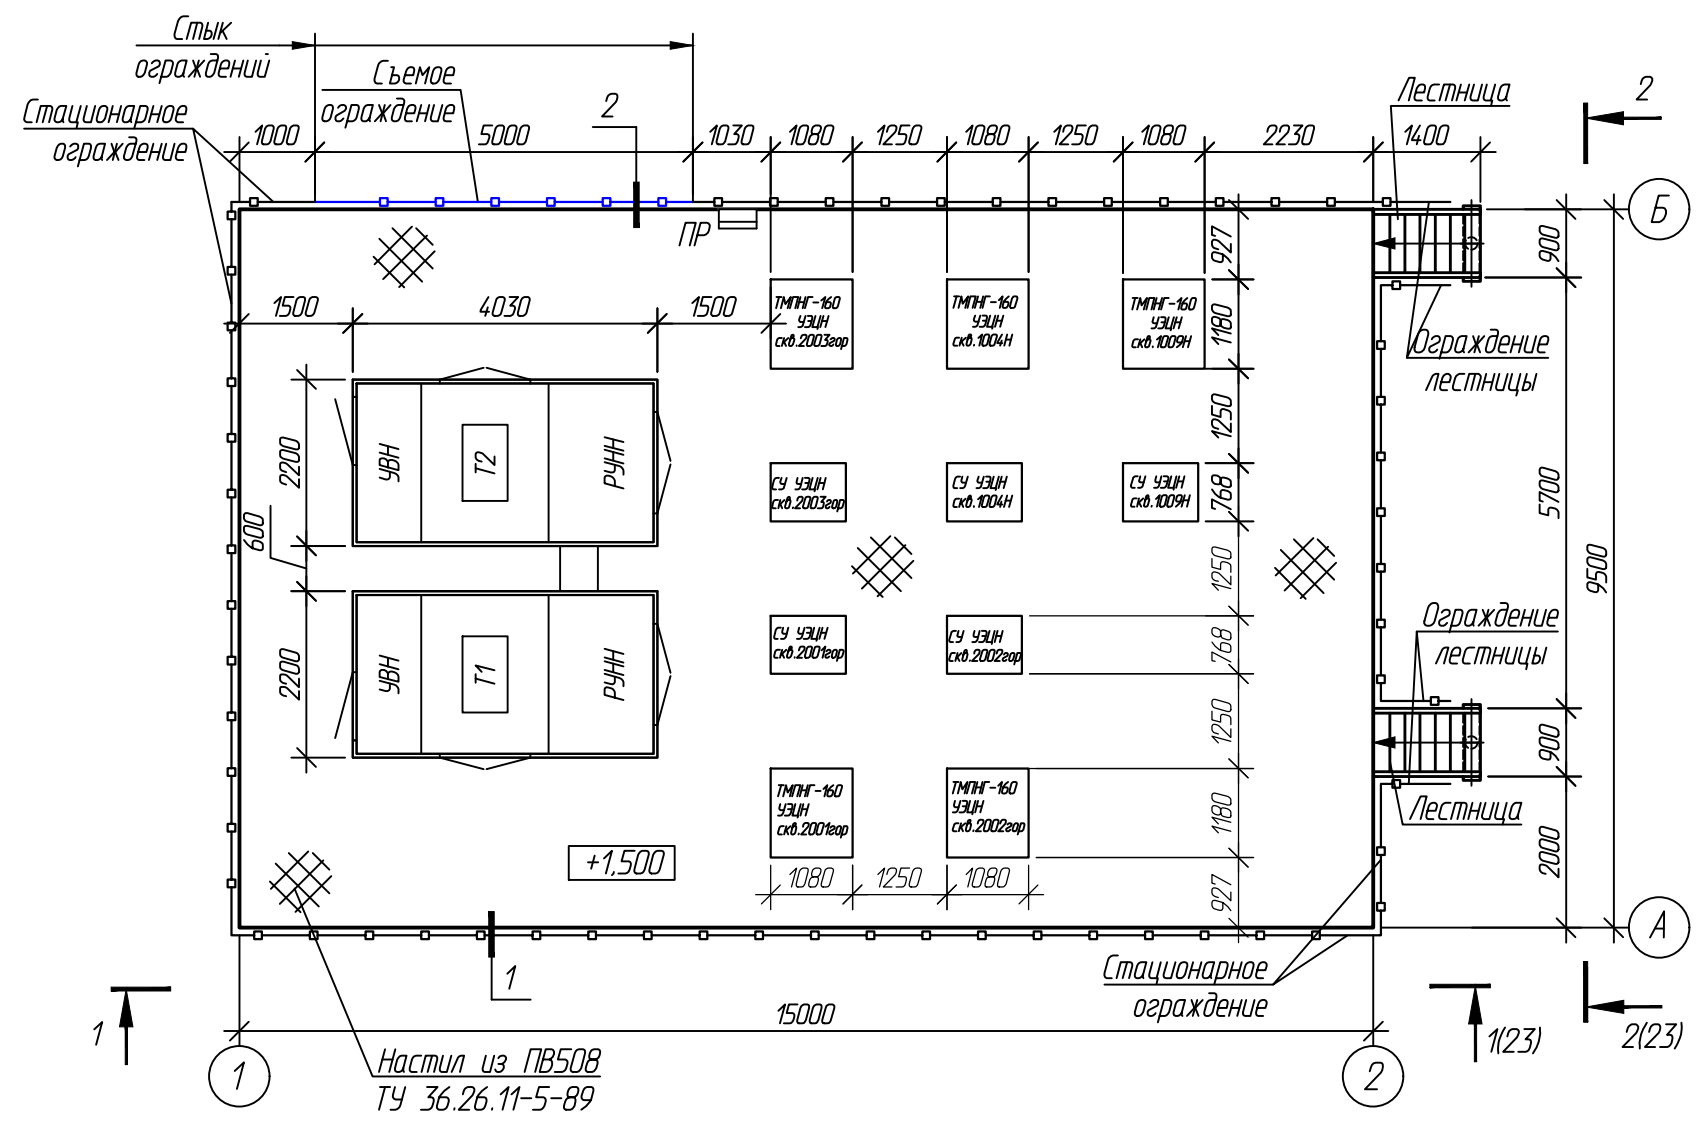 Стык
ограждений
Съемое
ограждение
Стационарное
ограждение
2
Лестница
2
1000
5000
1030
1080
1250
1080
1250
1080
2230
1400
Б
ПР
927
900
1500
4030
1500
ТМПНГ-160
УЭЦН
скв.2003гор
ТМПНГ-160
УЭЦН
скв.1004Н
ТМПНГ-160
УЭЦН
скв.1009Н
1180
Ограждение
лестницы
1250
2200
УВН
Т2
РУНН
СУ УЭЦН
скв.2003гор
СУ УЭЦН
скв.1004Н
СУ УЭЦН
скв.1009Н
768
5700
600
1250
9500
Ограждение
лестницы
2200
УВН
Т1
РУНН
СУ УЭЦН
скв.2001гор
СУ УЭЦН
скв.2002гор
768
1250
900
ТМПНГ-160
УЭЦН
скв.2001гор
ТМПНГ-160
УЭЦН
скв.2002гор
1180
Лестница
+1,500
2000
1080
1250
1080
927
А
1
Стационарное
ограждение
15000
1
1(23)
2(23)
1
2
Настил из ПВ508
ТУ 36.26.11-5-89